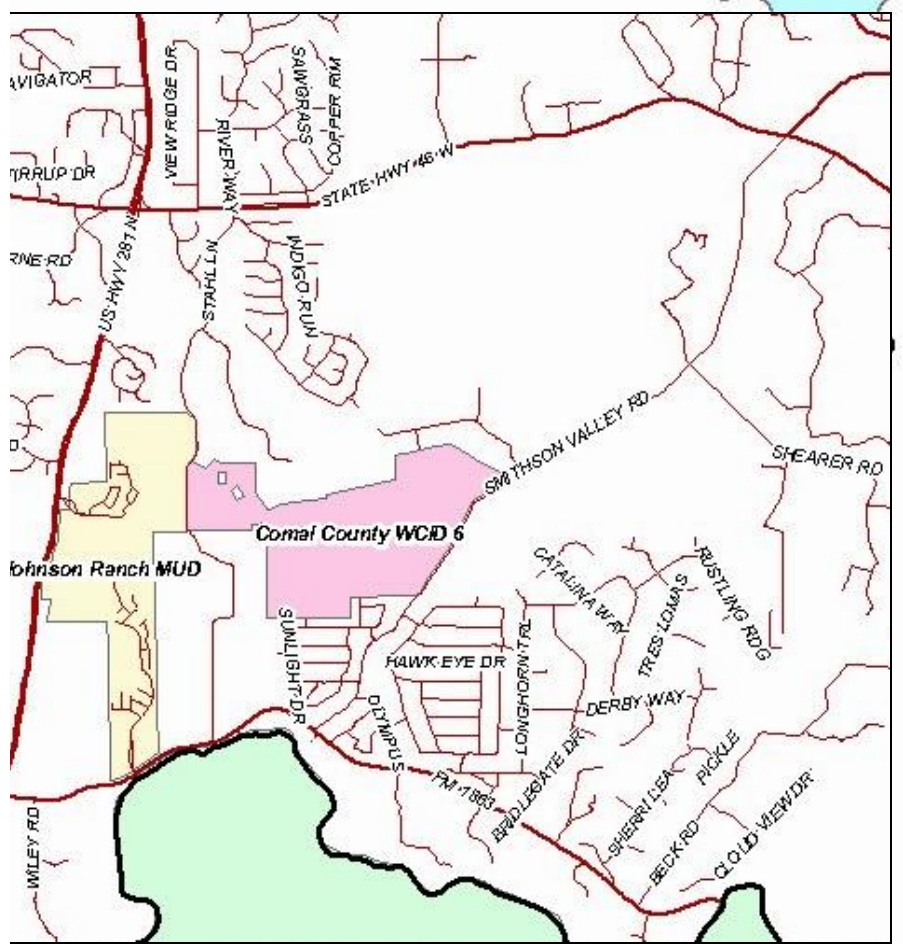 AVIGATOR
VIEW RIDGE DR
RIVER WAY
SAWGRASS
COPPER RIM
IRRUP DR
STATE HWY 46 W
RNE RD
US HWY 281 N
STAHL LN
INDIGO RUN
D
SMITHSON VALLEY RD
SHEARER RD
Comal County WCID 6
Johnson Ranch MUD
CATALINA WAY
RUSTLING RDG
TRES LOMAS
SUNLIGHT DR
HAWK EYE DR
LONGHORN TRL
OLYMPUS
DERBY WAY
FM 1863
BRIDLEGATE DR
SHERRI LEA
PICKLE
WILEY RD
BECK RD
CLOUD VIEW DR